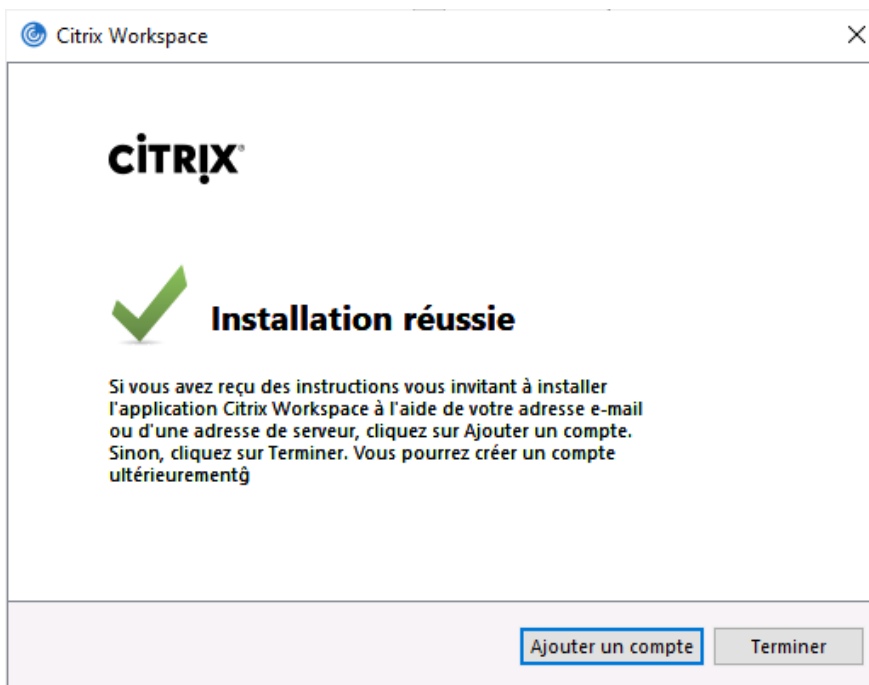 Citrix Workspace
CİTRIX®
Installation réussie
Si vous avez reçu des instructions vous invitant à installer
l'application Citrix Workspace à l'aide de votre adresse e-mail
ou d'une adresse de serveur, cliquez sur Ajouter un compte.
Sinon, cliquez sur Terminer. Vous pourrez créer un compte
ultérieurementĝ
Ajouter un compte
Terminer